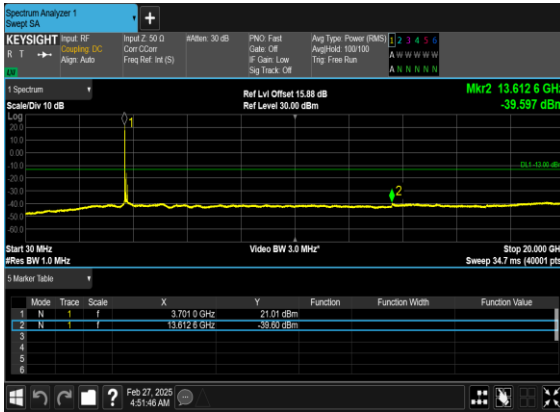 Spectrum Analyzer 1
Swept SA
+
KEYSIGHT Input: RF Input Z: 50 Ω #Atten: 30 dB PNO: Fast Avg Type: Power (RMS) 1 2 3 4 5 6
R T Coupling: DC Corr CCorr Gate: Off Avg|Hold: 100/100 A W W W W W
Align: Auto Freq Ref: Int (S) IF Gain: Low Trig: Free Run
LXI Sig Track: Off A N N N N N
1 Spectrum Ref Lvl Offset 15.88 dB Mkr2 13.612 6 GHz
Scale/Div 10 dB Ref Level 30.00 dBm -39.597 dBm
Log
20.0
10.0
0.00
-10.0
-20.0
-30.0
-40.0
-50.0
-60.0
1
DL1 -13.00 dBm
2
Start 30 MHz Video BW 3.0 MHz* Stop 20.000 GHz
#Res BW 1.0 MHz Sweep 34.7 ms (40001 pts)
5 Marker Table
Mode Trace Scale X Y Function Function Width Function Value
1 N 1 f 3.701 0 GHz 21.01 dBm
2 N 1 f 13.612 6 GHz -39.60 dBm
3
4
5
6
? Feb 27, 2025
4:51:46 AM